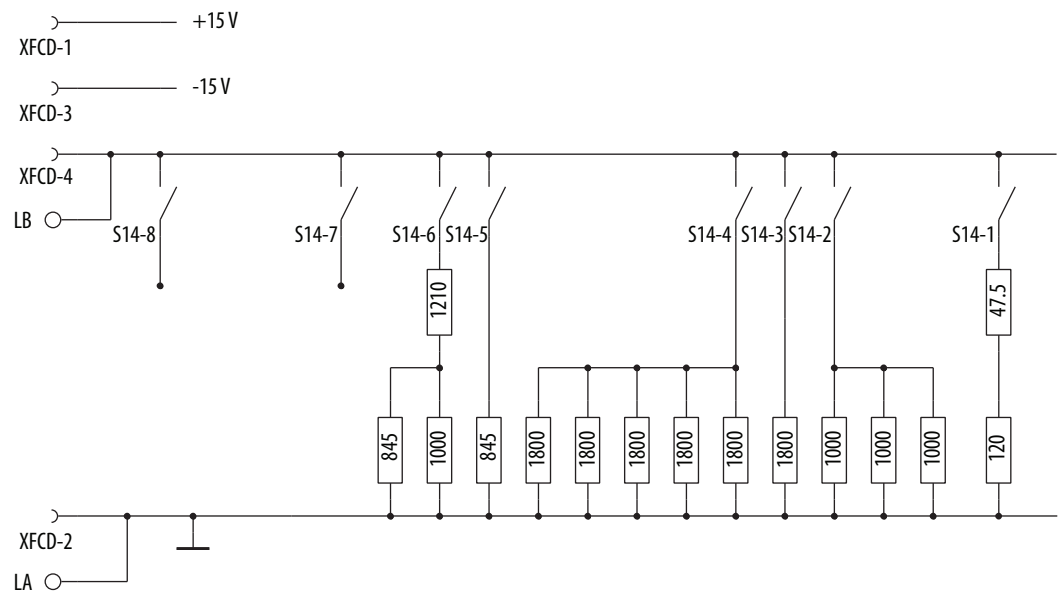 +15 V
XFCD-1
-15 V
XFCD-3
XFCD-4
LB
S14-8
S14-7
S14-6
S14-5
S14-4
S14-3
S14-2
S14-1
1210
47.5
845
1000
845
1800
1800
1800
1800
1800
1800
1000
1000
1000
120
XFCD-2
LA